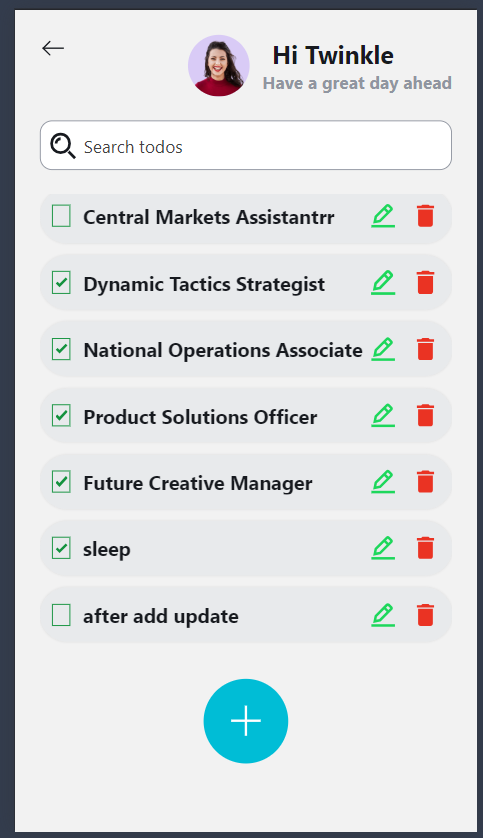 Hi Twinkle
Have a great day ahead
Search todos
Central Markets Assistantrr
Dynamic Tactics Strategist
National Operations Associate
Product Solutions Officer
Future Creative Manager
sleep
after add update